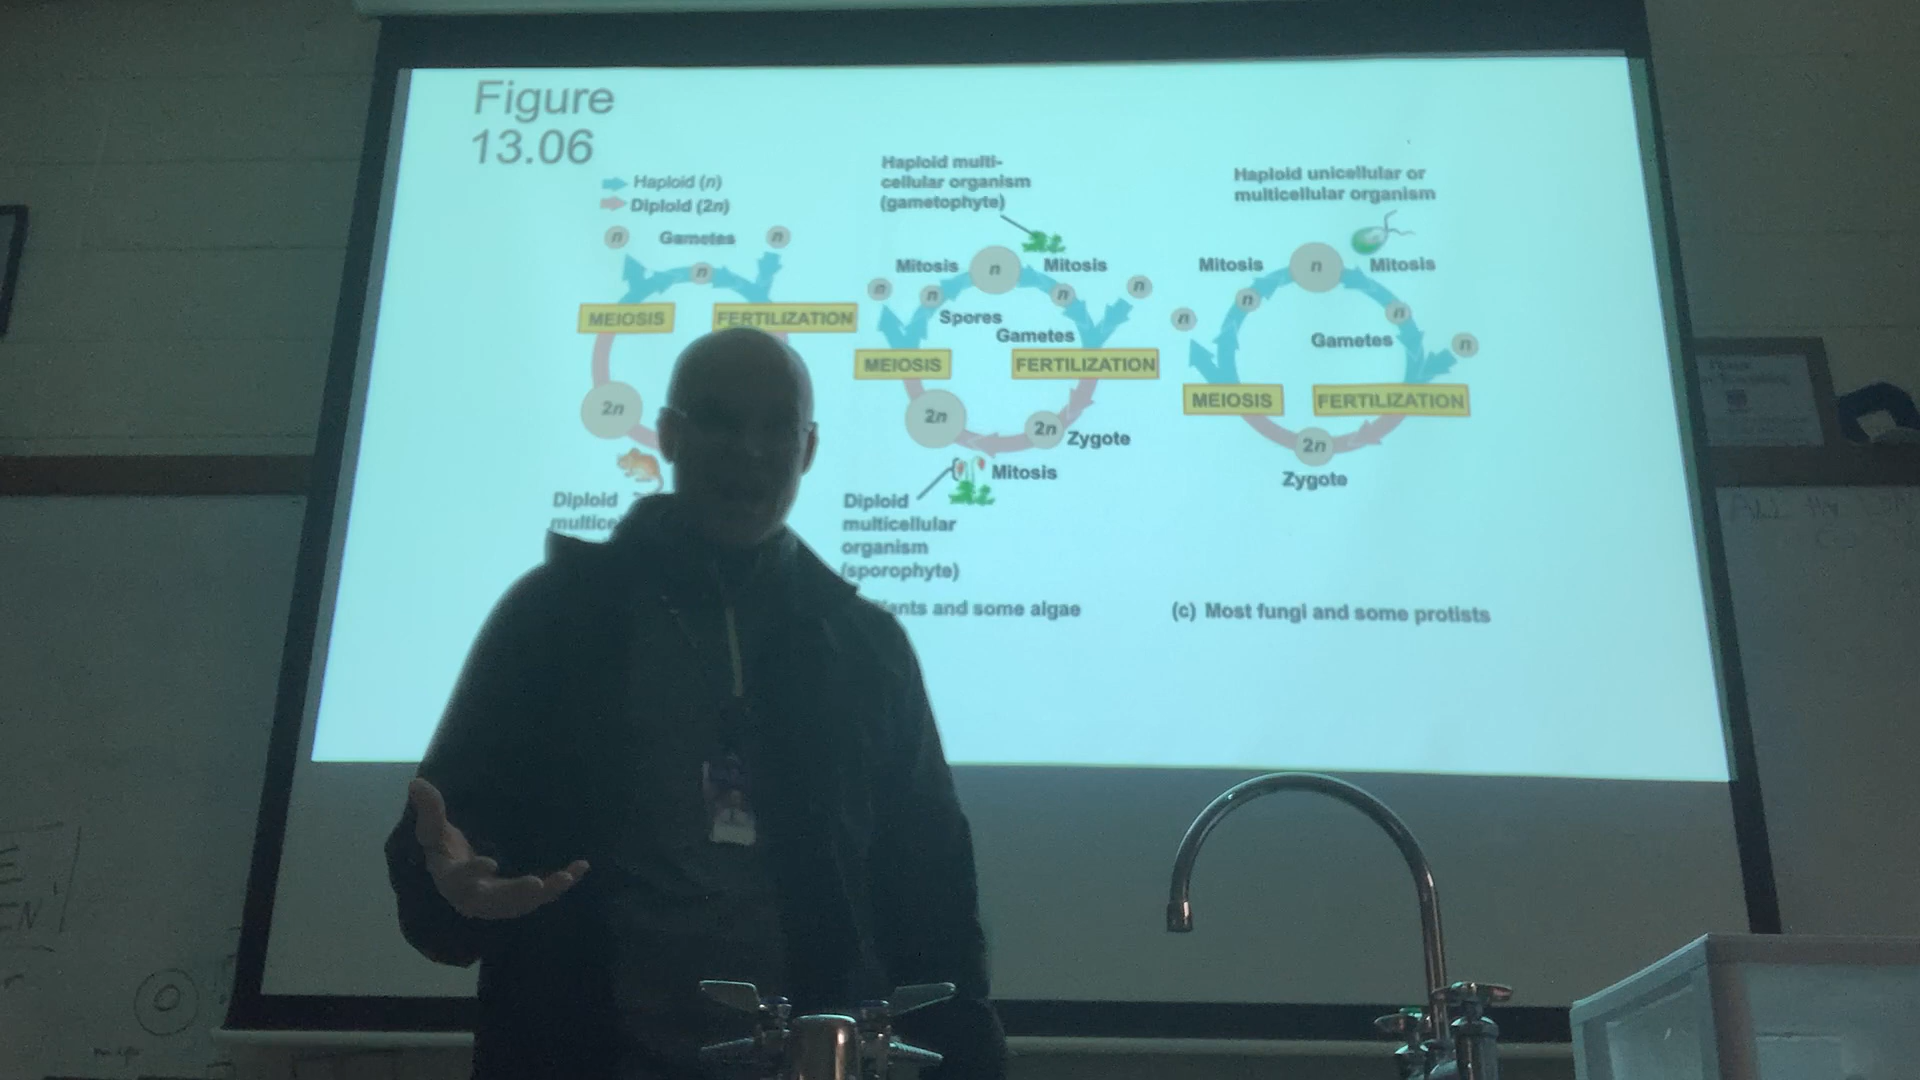 Figure
13.06
Haploid (n)
Diploid (2n)
n
Gametes
n
n
MEIOSIS
FERTILIZATION
2n
Diploid
Haploid multi-
cellular organism
(gametophyte)
Mitosis
n
Mitosis
n
n
n
n
Spores
Gametes
MEIOSIS
FERTILIZATION
2n
2n
Zygote
Mitosis
Diploid
multicellular
organism
(sporophyte)
and some algae
Haploid unicellular or
multicellular organism
Mitosis
n
Mitosis
n
n
n
Gametes
n
MEIOSIS
FERTILIZATION
2n
Zygote
(c) Most fungi and some protists